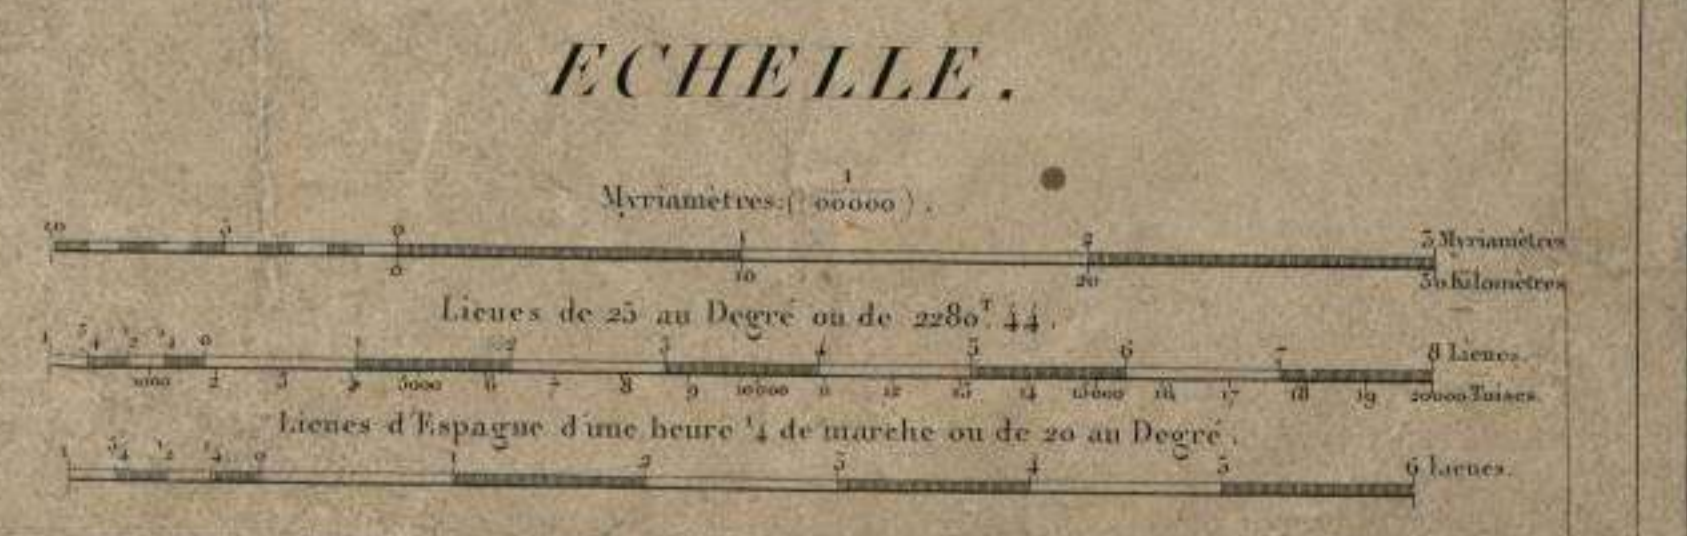 ECHELLE.
Myriamètres:( 1
00000 ).
10 5 0 1 2 3 Myriamètres
0 10 20 30 Kilomètres
Lieues de 25 au Degré ou de 2280T. 44.
1 3/4 1/2 1/4 0 1 2 3 4 5 6 7 8 Lieues.
1000 2 3 4 5000 6 7 8 9 10000 11 12 13 14 15000 16 17 18 19 20000 Toises.
Lieues d'Espagne d'une heure 1/4 de marche ou de 20 au Degré.
1 3/4 1/2 1/4 0 1 2 3 4 5 6 Lieues.